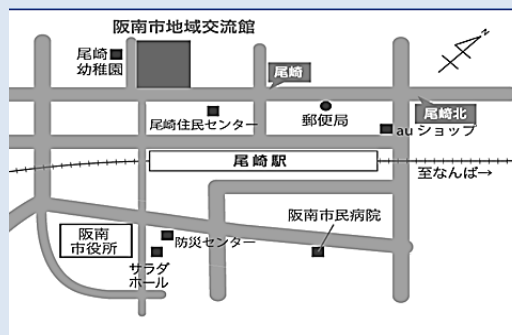 阪南市地域交流館
尾崎
幼稚園
N
尾崎
尾崎北
尾崎住民センター
郵便局
auショップ
尾崎駅
至なんば→
阪南市民病院
阪南
市役所
防災センター
サラダ
ホール